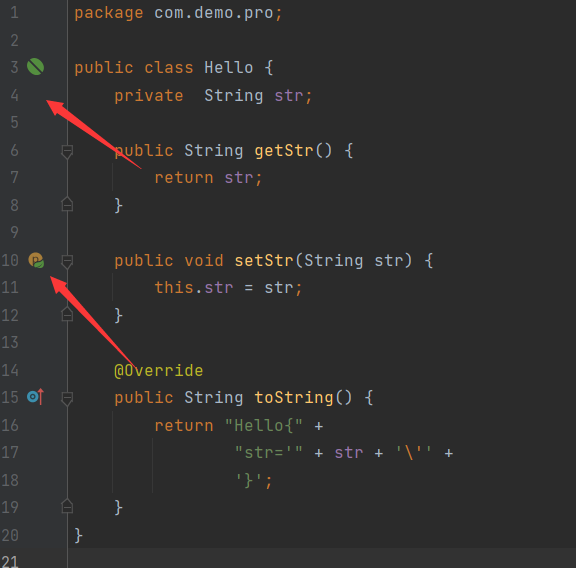 1 package com.demo.pro;
2
3 public class Hello {
4 private  String str;
5
6 public String getStr() {
7 return str;
8 }
9
10 public void setStr(String str) {
11 this.str = str;
12 }
13
14 @Override
15 public String toString() {
16 return "Hello{" +
17 "str='" + str + '\'' +
18 '}';
19 }
20 }
21